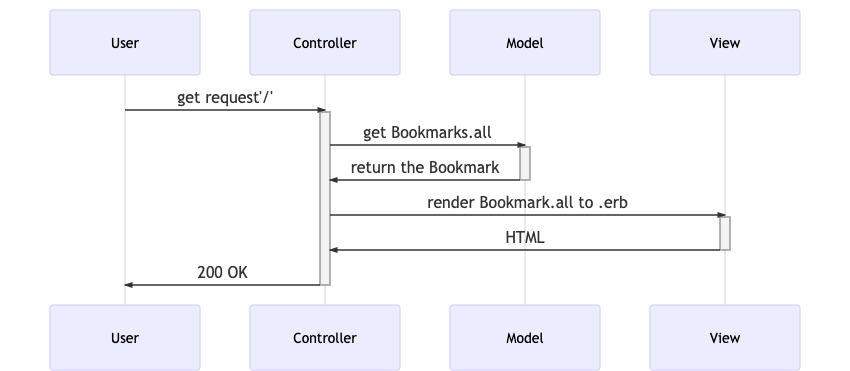 User
Controller
Model
View
get request'/'
get Bookmarks.all
return the Bookmark
render Bookmark.all to .erb
HTML
200 OK
User
Controller
Model
View